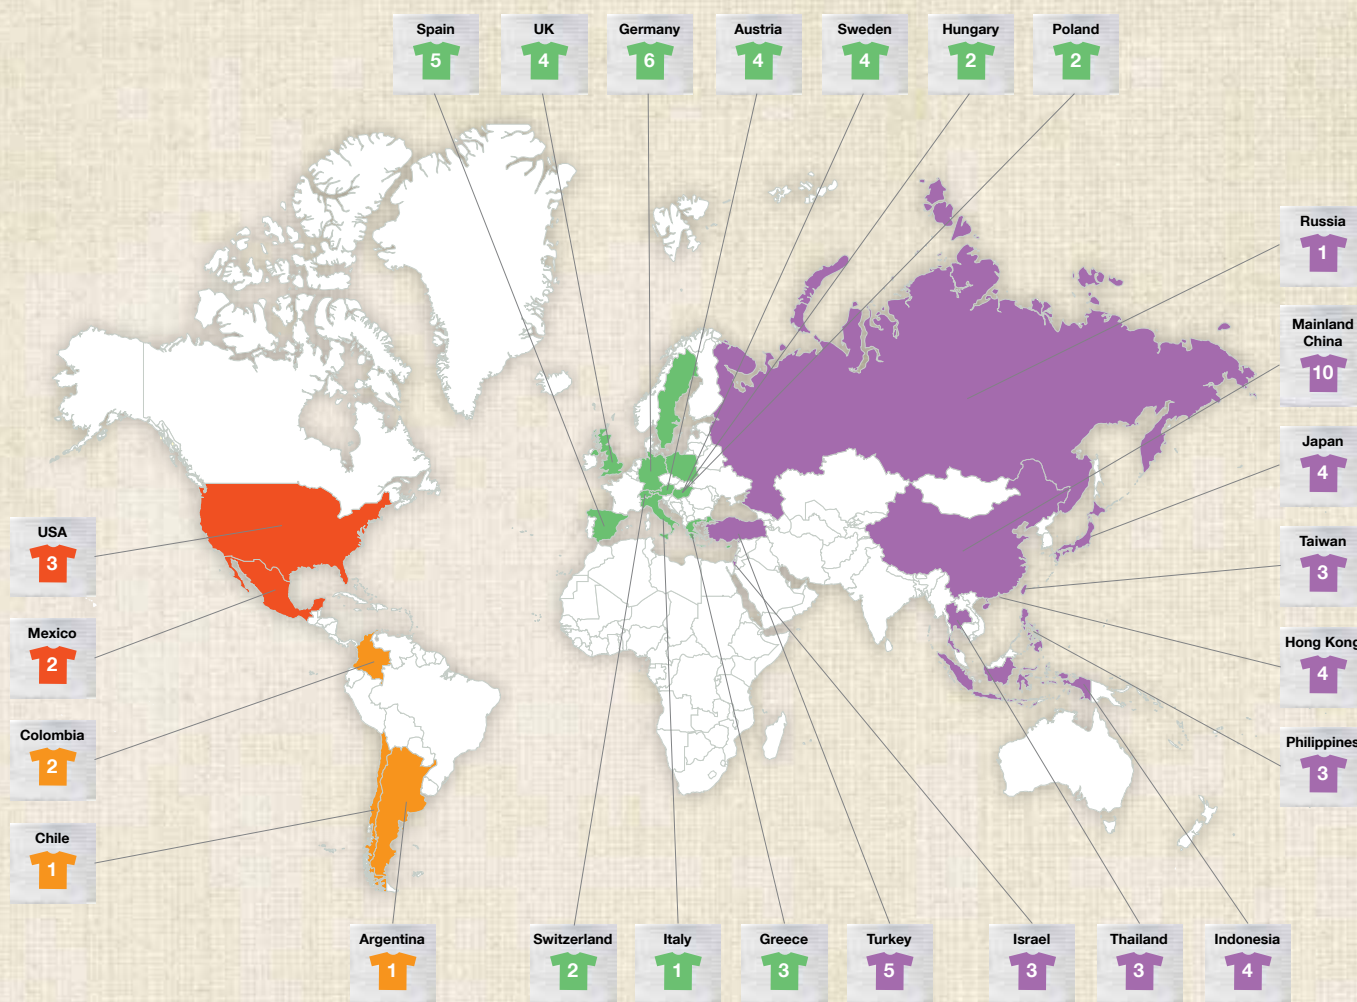 Spain
5
UK
4
Germany
6
Austria
4
Sweden
4
Hungary
2
Poland
2
Russia
1
Mainland
China
10
Japan
4
Taiwan
3
Hong Kong
4
Philippines
3
USA
3
Mexico
2
Colombia
2
Chile
1
Argentina
1
Switzerland
2
Italy
1
Greece
3
Turkey
5
Israel
3
Thailand
3
Indonesia
4